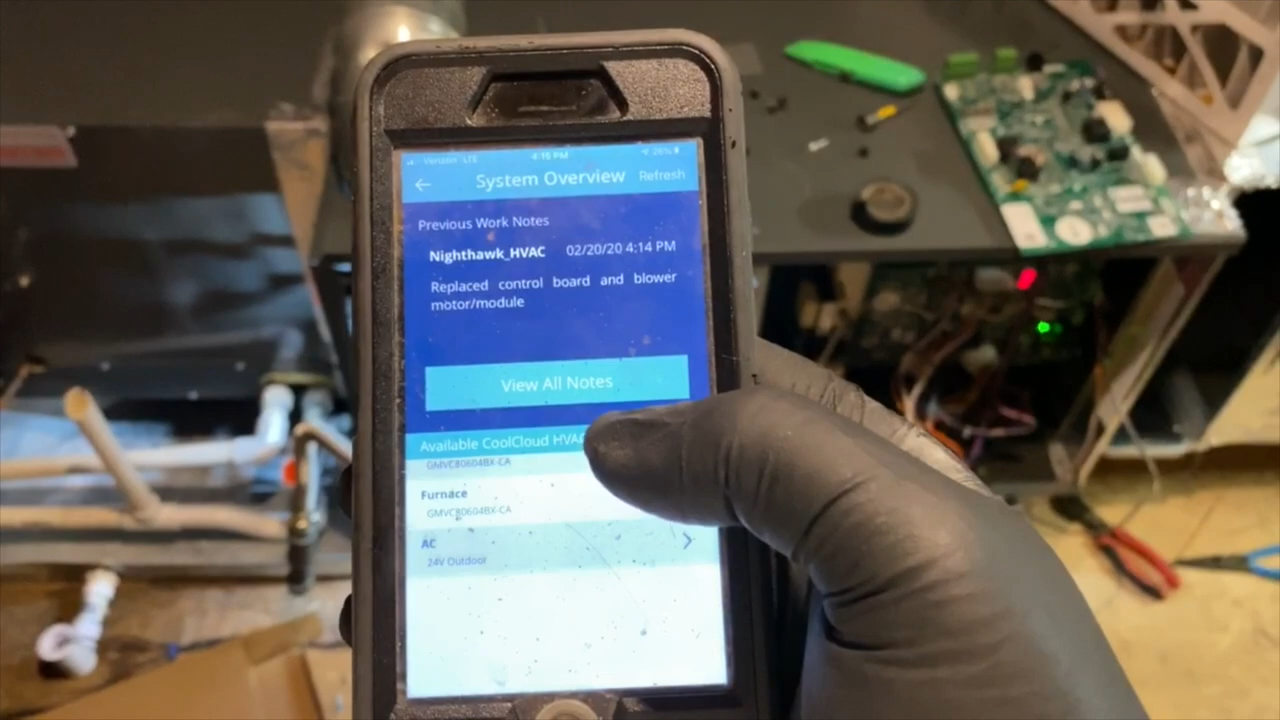 Verizon LTE 4:15 PM 26%
System Overview Refresh
Previous Work Notes
Nighthawk_HVAC 02/20/20 4:14 PM
Replaced control board and blower
motor/module
View All Notes
Available CoolCloud HVAC
GMVC80604BX-CA
Furnace
GMVC80604BX-CA
AC
24V Outdoor